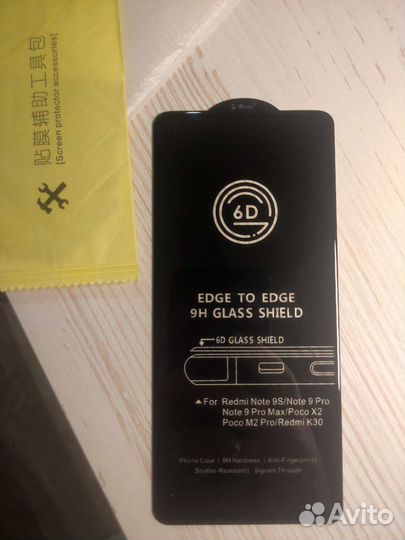 贴膜辅助工具包
[Screen protector accessories]
6D
EDGE TO EDGE
9H GLASS SHIELD
6D GLASS SHIELD
▲ For Redmi Note 9S/Note 9 Pro
Note 9 Pro Max/Poco X2
Poco M2 Pro/Redmi K30
Phone Case | 9H Hardness | Anti-Fingerprints
Shatter-Resistant | Signals Through
Avito